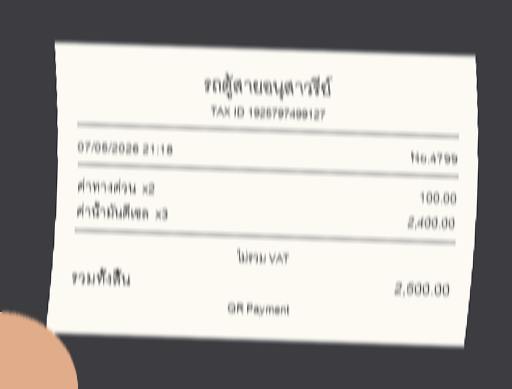 รถตู้สายอนุสาวรีย์
TAX ID 1926797499127
07/06/2026 21:18 No.4799
ค่าทางด่วน x2 100.00
ค่าน้ำมันดีเซล x3 2,400.00
ไม่รวม VAT
รวมทั้งสิ้น 2,500.00
QR Payment